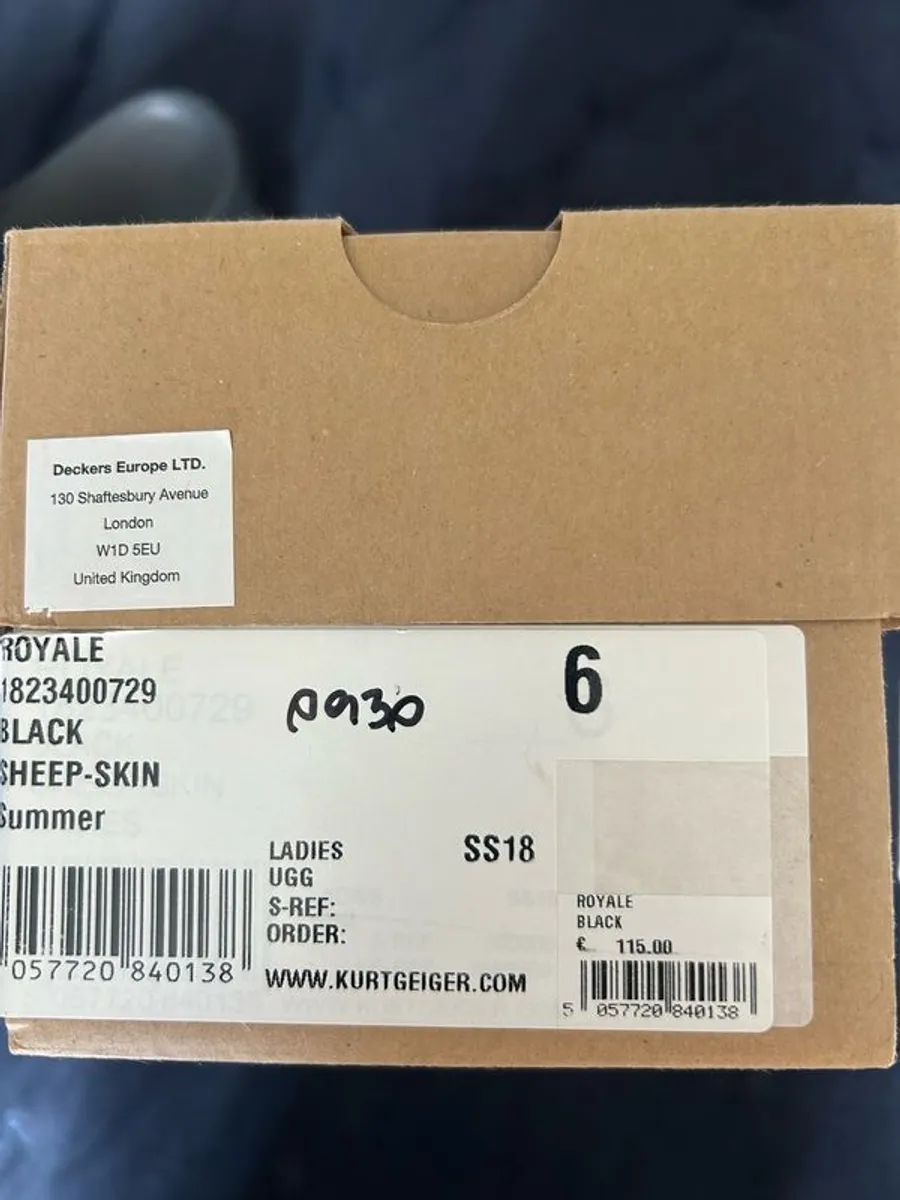 Deckers Europe LTD.
130 Shaftesbury Avenue
London
W1D 5EU
United Kingdom
ROYALE
1823400729
BLACK
SHEEP-SKIN
Summer
6
LADIES
SS18
UGG
S-REF:
ORDER:
WWW.KURTGEIGER.COM
057720 840138
ROYALE
BLACK
€ 115.00
5 057720 840138